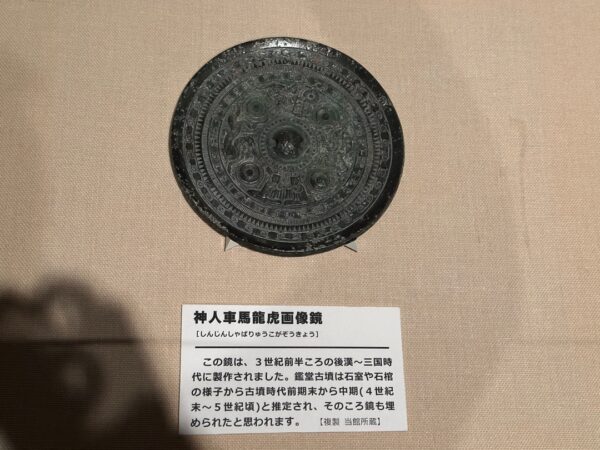 神人車馬龍虎画像鏡
[しんじんしゃばりゅうこがぞうきょう]
この鏡は、３世紀前半ころの後漢～三国時
代に製作されました。鑑堂古墳は石室や石棺
の様子から古墳時代前期末から中期(４世紀
末～５世紀頃)と推定され、そのころ鏡も埋
められたと思われます。 【複製 当館所蔵】